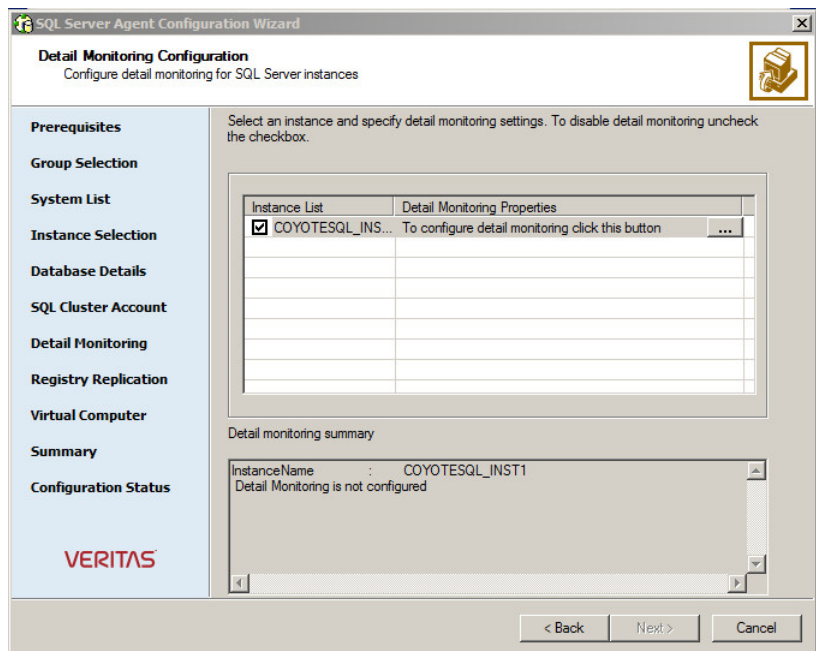 SQL Server Agent Configuration Wizard
Detail Monitoring Configuration
Configure detail monitoring for SQL Server instances
Prerequisites
Group Selection
System List
Instance Selection
Database Details
SQL Cluster Account
Detail Monitoring
Registry Replication
Virtual Computer
Summary
Configuration Status
VERITAS
Select an instance and specify detail monitoring settings. To disable detail monitoring uncheck
the checkbox.
Instance List Detail Monitoring Properties
COYOTESQL_INS... To configure detail monitoring click this button ...
Detail monitoring summary
InstanceName : COYOTESQL_INST1
Detail Monitoring is not configured
< Back Next > Cancel